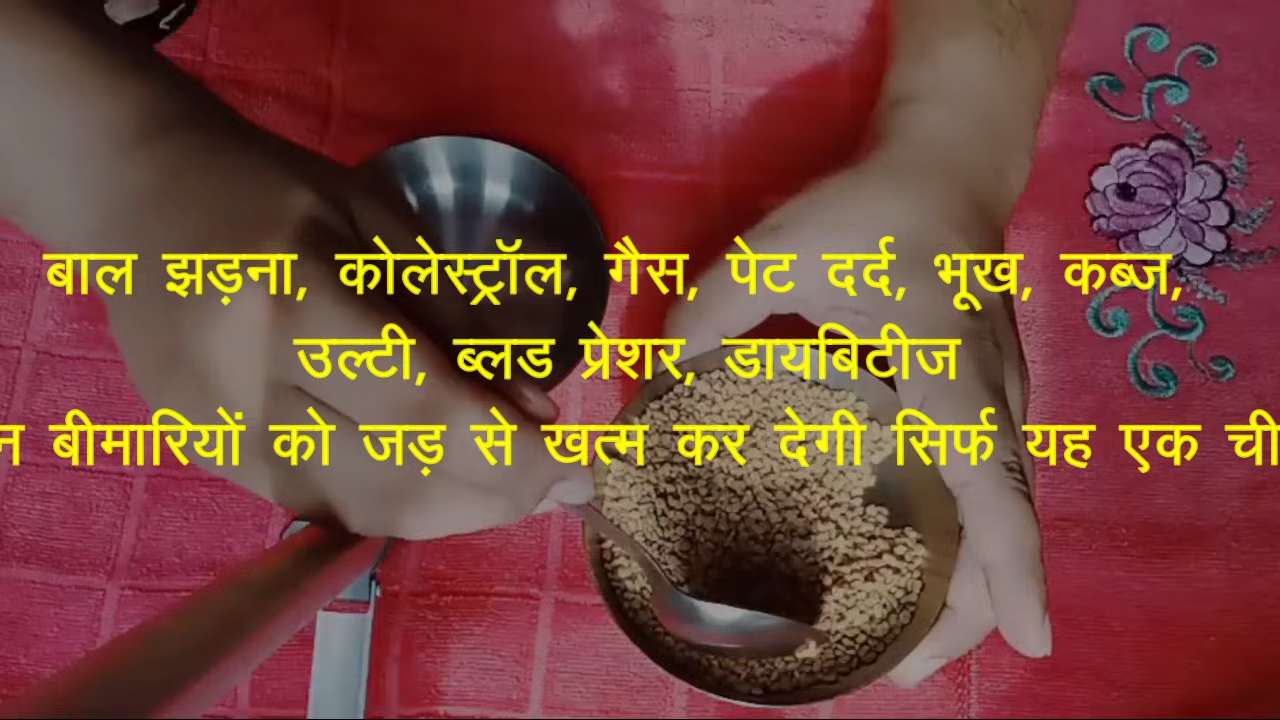 बाल झड़ना, कोलेस्ट्रॉल, गैस, पेट दर्द, भूख, कब्ज,
उल्टी, ब्लड प्रेशर, डायबिटीज
बीमारियों को जड़ से खत्म कर देगी सिर्फ यह एक